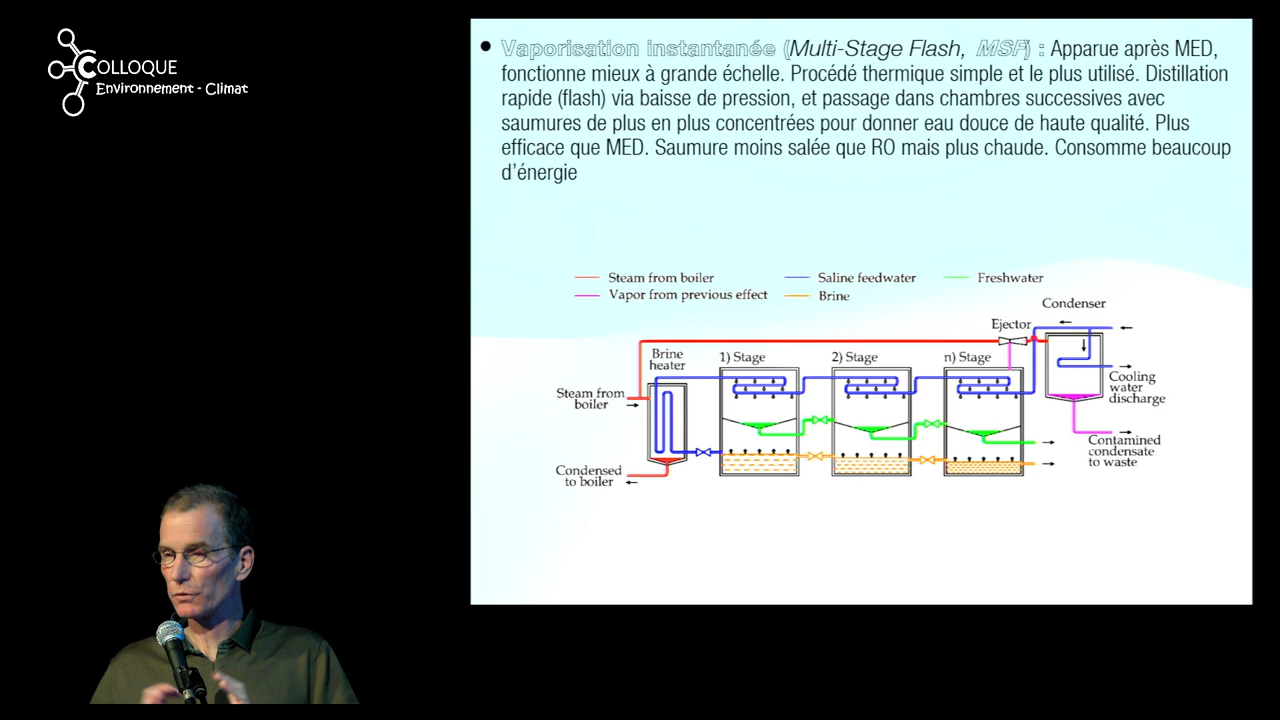 COLLOQUE
Environnement - Climat
• Vaporisation instantanée (Multi-Stage Flash, MSF) : Apparue après MED,
fonctionne mieux à grande échelle. Procédé thermique simple et le plus utilisé. Distillation
rapide (flash) via baisse de pression, et passage dans chambres successives avec
saumures de plus en plus concentrées pour donner eau douce de haute qualité. Plus
efficace que MED. Saumure moins salée que RO mais plus chaude. Consomme beaucoup
d'énergie
Steam from boiler
Saline feedwater
Freshwater
Vapor from previous effect
Brine
Condenser
Ejector
Brine
heater
1) Stage
2) Stage
n) Stage
Steam from
boiler
Cooling
water
discharge
Condensed
to boiler
Contamined
condensate
to waste